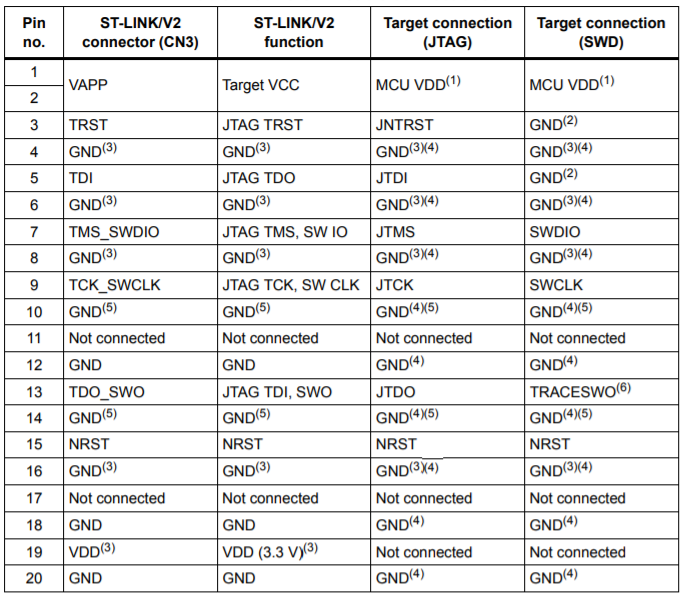 Pin no. | ST-LINK/V2 connector (CN3) | ST-LINK/V2 function | Target connection (JTAG) | Target connection (SWD)
1 | VAPP | Target VCC | MCU VDD(1) | MCU VDD(1)
2
3 | TRST | JTAG TRST | JNTRST | GND(2)
4 | GND(3) | GND(3) | GND(3)(4) | GND(3)(4)
5 | TDI | JTAG TDO | JTDI | GND(2)
6 | GND(3) | GND(3) | GND(3)(4) | GND(3)(4)
7 | TMS_SWDIO | JTAG TMS, SW IO | JTMS | SWDIO
8 | GND(3) | GND(3) | GND(3)(4) | GND(3)(4)
9 | TCK_SWCLK | JTAG TCK, SW CLK | JTCK | SWCLK
10 | GND(5) | GND(5) | GND(4)(5) | GND(4)(5)
11 | Not connected | Not connected | Not connected | Not connected
12 | GND | GND | GND(4) | GND(4)
13 | TDO_SWO | JTAG TDI, SWO | JTDO | TRACESWO(6)
14 | GND(5) | GND(5) | GND(4)(5) | GND(4)(5)
15 | NRST | NRST | NRST | NRST
16 | GND(3) | GND(3) | GND(3)(4) | GND(3)(4)
17 | Not connected | Not connected | Not connected | Not connected
18 | GND | GND | GND(4) | GND(4)
19 | VDD(3) | VDD (3.3 V)(3) | Not connected | Not connected
20 | GND | GND | GND(4) | GND(4)